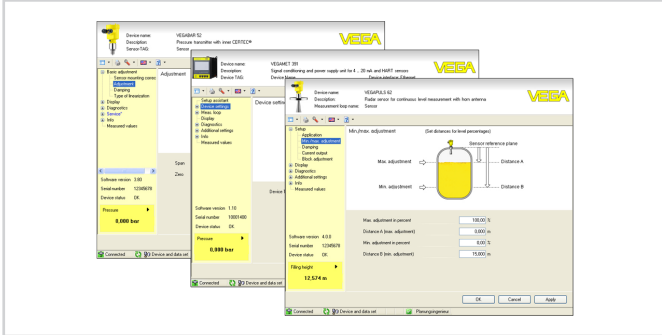 Device name: VEGABAR 52
Description: Pressure transmitter with inner CERTEC®
Sensor-TAG: Sensor
VEGA
Basic adjustment
Sensor mounting correc
Adjustment
Damping
Type of linearization
Display
Diagnostics
Service"
Info
Measured values
Adjustment
Span
Zero
Software version 3.80
Serial number 12345678
Device status OK
Pressure
0,000 bar
Connected
Device name: VEGAMET 391
Description: Signal conditioning and power supply unit for 4 ... 20 mA and HART sensors
Device TAG:
VEGA
Setup assistant
Device settings
Meas. loop
Display
Diagnostics
Additional settings
Info
Measured values
Device settin
Software version 1.10
Serial number 10001400
Device status OK
Pressure
0,000 bar
Connected
Device name: VEGAPULS 62
Description: Radar sensor for continuous level measurement with horn antenna
Measurement loop name: Sensor
VEGA
Setup
Application
Min./max. adjustment
Damping
Current output
Block adjustment
Display
Diagnostics
Additional settings
Info
Measured values
Min./max. adjustment (Set distances for level percentages)
Sensor reference plane
Max. adjustment
Distance A
Min. adjustment
Distance B
Max. adjustment in percent 100,00 %
Distance A (max. adjustment) 0,000 m
Min. adjustment in percent 0,00 %
Distance B (min. adjustment) 15,000 m
Software version 4.0.0
Serial number 12345678
Device status OK
Filling height
12,574 m
OK Cancel Apply
Connected Device and data set Planungsingenieur